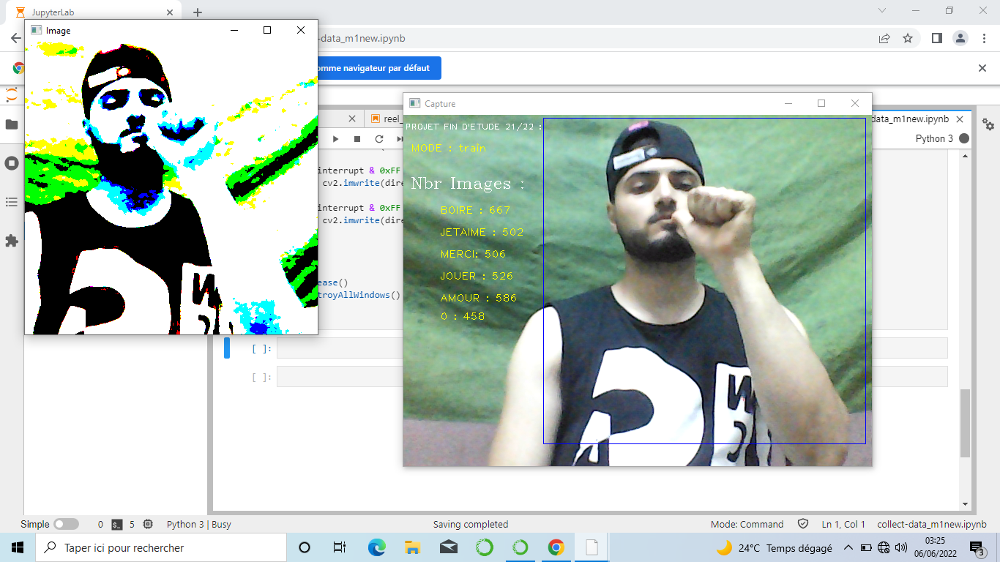 JupyterLab
Image
-data_m1new.ipynb
omme navigateur par défaut
Capture
reel_
data_m1new.ipynb
Python 3
PROJET FIN D'ETUDE 21/22 :
MODE : train
Nbr Images :
BOIRE : 667
JETAIME : 502
MERCI: 506
JOUER : 526
AMOUR : 586
0 : 458
interrupt & 0xFF
cv2.imwrite(dire
interrupt & 0xFF
cv2.imwrite(dire
ease()
troyAllWindows()
[ ]:
[ ]:
Simple
0
5
Python 3 | Busy
Saving completed
Mode: Command
Ln 1, Col 1
collect-data_m1new.ipynb
Taper ici pour rechercher
24°C Temps dégagé
03:25
06/06/2022
3